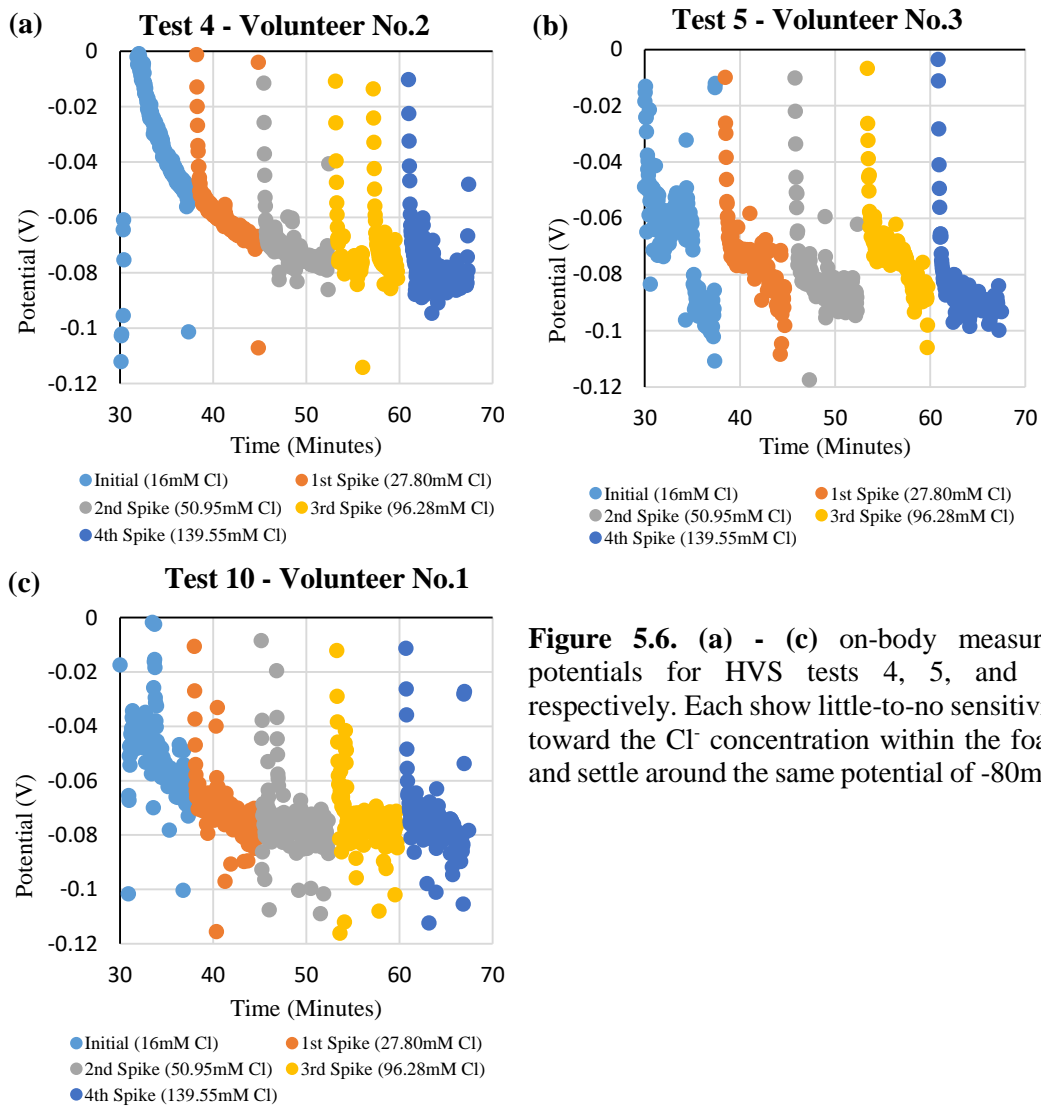 (a)
Test 4 - Volunteer No.2
0
-0.02
-0.04
-0.06
-0.08
-0.1
-0.12
Potential (V)
30 40 50 60 70
Time (Minutes)
Initial (16mM Cl) 1st Spike (27.80mM Cl)
2nd Spike (50.95mM Cl) 3rd Spike (96.28mM Cl)
4th Spike (139.55mM Cl)
(b)
Test 5 - Volunteer No.3
0
-0.02
-0.04
-0.06
-0.08
-0.1
-0.12
Potential (V)
30 40 50 60 70
Time (Minutes)
Initial (16mM Cl) 1st Spike (27.80mM Cl)
2nd Spike (50.95mM Cl) 3rd Spike (96.28mM Cl)
4th Spike (139.55mM Cl)
(c)
Test 10 - Volunteer No.1
0
-0.02
-0.04
-0.06
-0.08
-0.1
-0.12
Potential (V)
30 40 50 60 70
Time (Minutes)
Initial (16mM Cl) 1st Spike (27.80mM Cl)
2nd Spike (50.95mM Cl) 3rd Spike (96.28mM Cl)
4th Spike (139.55mM Cl)
Figure 5.6. (a) - (c) on-body measur
potentials for HVS tests 4, 5, and
respectively. Each show little-to-no sensitivi
toward the Cl⁻ concentration within the foa
and settle around the same potential of -80m